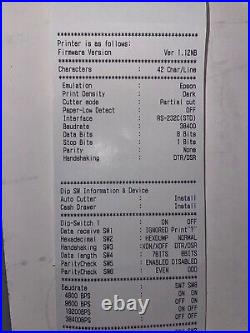 Printer is as follows:
Firmware Version : Ver 1.12NB
****************************************
Characters : 42 Char/Line
****************************************
Emulation : Epson
Print Density : Dark
Cutter mode : Partial cut
Paper-Low Detect : OFF
Interface : RS-232C(STD)
Baudrate : 38400
Data Bits : 8 Bits
Stop Bits : 1 Bits
Parity : None
Handshaking : DTR/DSR
****************************************
Dip SW Information & Device
Auto Cutter : Install
Cash Drawer : Install
****************************************
Dip-Switch 1 : ON OFF
Data receive SW1 : IGNORED Print '?'
Hexadecimal SW2 : HEXDUMP NORMAL
Handshaking SW3 : XON/XOFF DTR/DSR
Data length SW4 : 7BITS 8BITS
ParityCheck SW5 : ENABLED DISABLED
ParityCheck SW6 : EVEN ODD
****************************************
Baudrate SW7 SW8
4800 BPS : ON ON
9600 BPS : ON OFF
19200BPS
38400BPS